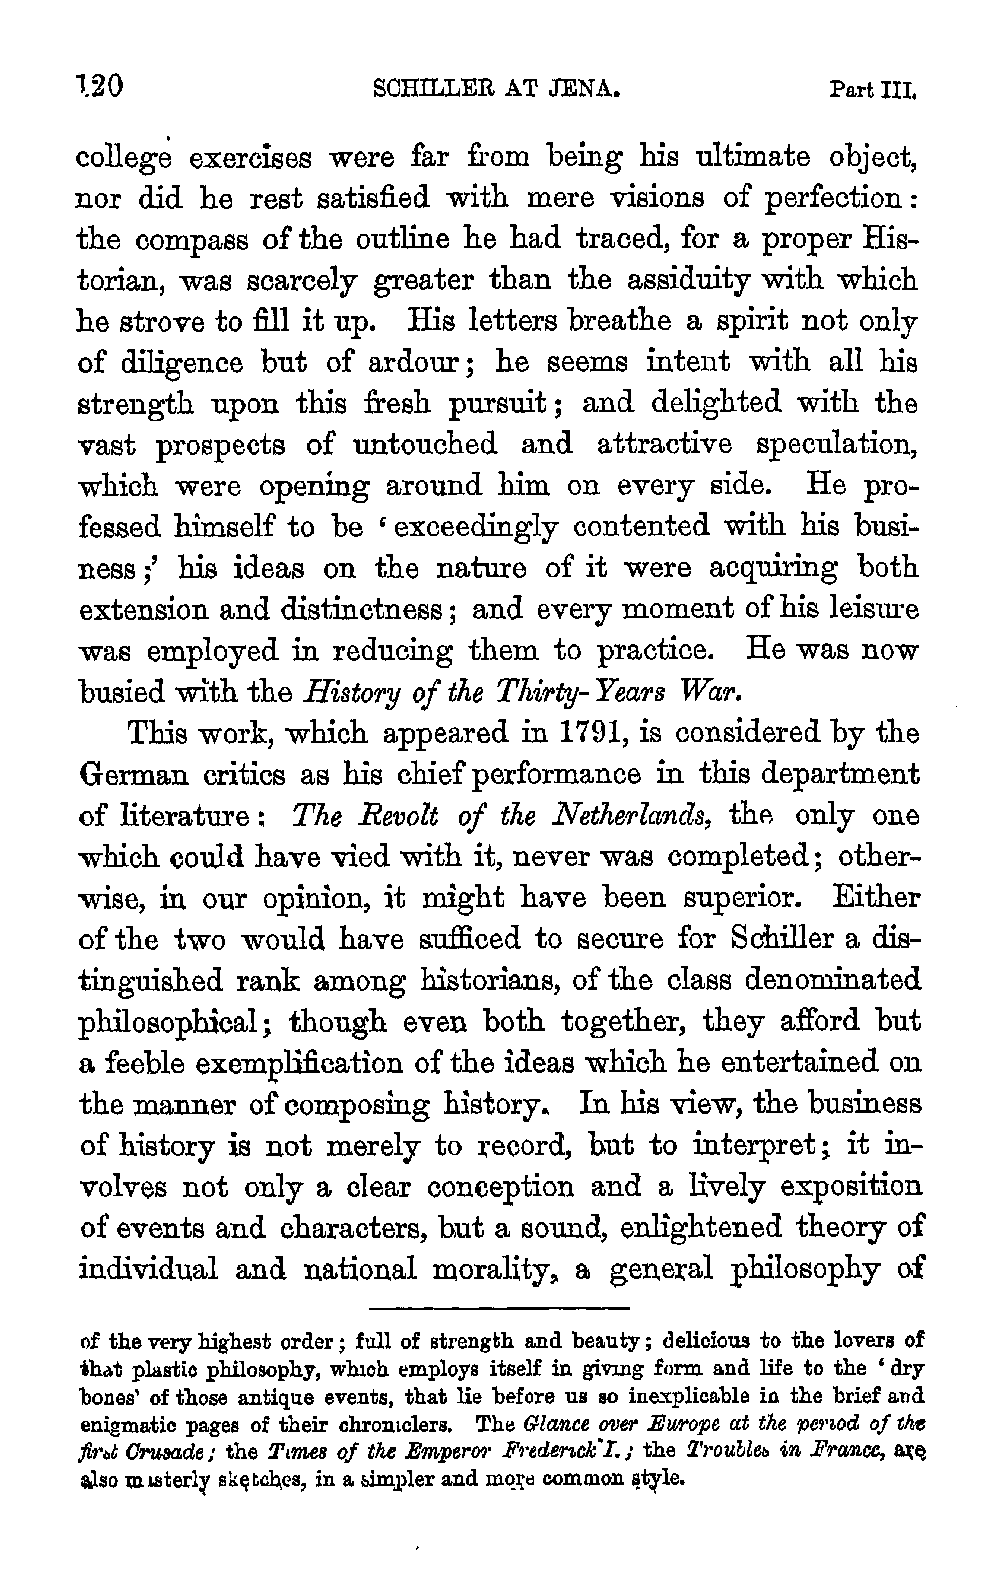 120 SCHILLER AT JENA. Part III.
college exercises were far from being his ultimate object,
nor did he rest satisfied with mere visions of perfection:
the compass of the outline he had traced, for a proper His-
torian, was scarcely greater than the assiduity with which
he strove to fill it up. His letters breathe a spirit not only
of diligence but of ardour; he seems intent with all his
strength upon this fresh pursuit; and delighted with the
vast prospects of untouched and attractive speculation,
which were opening around him on every side. He pro-
fessed himself to be ‘exceedingly contented with his busi-
ness;’ his ideas on the nature of it were acquiring both
extension and distinctness; and every moment of his leisure
was employed in reducing them to practice. He was now
busied with the History of the Thirty-Years War.
This work, which appeared in 1791, is considered by the
German critics as his chief performance in this department
of literature: The Revolt of the Netherlands, the only one
which could have vied with it, never was completed; other-
wise, in our opinion, it might have been superior. Either
of the two would have sufficed to secure for Schiller a dis-
tinguished rank among historians, of the class denominated
philosophical; though even both together, they afford but
a feeble exemplification of the ideas which he entertained on
the manner of composing history. In his view, the business
of history is not merely to record, but to interpret; it in-
volves not only a clear conception and a lively exposition
of events and characters, but a sound, enlightened theory of
individual and national morality, a general philosophy of
of the very highest order; full of strength and beauty; delicious to the lovers of
that plastic philosophy, which employs itself in giving form and life to the ‘dry
bones’ of those antique events, that lie before us so inexplicable in the brief and
enigmatic pages of their chroniclers. The Glance over Europe at the period of the
first Crusade; the Times of the Emperor Frederick I.; the Troubles in France, are
also masterly sketches, in a simpler and more common style.